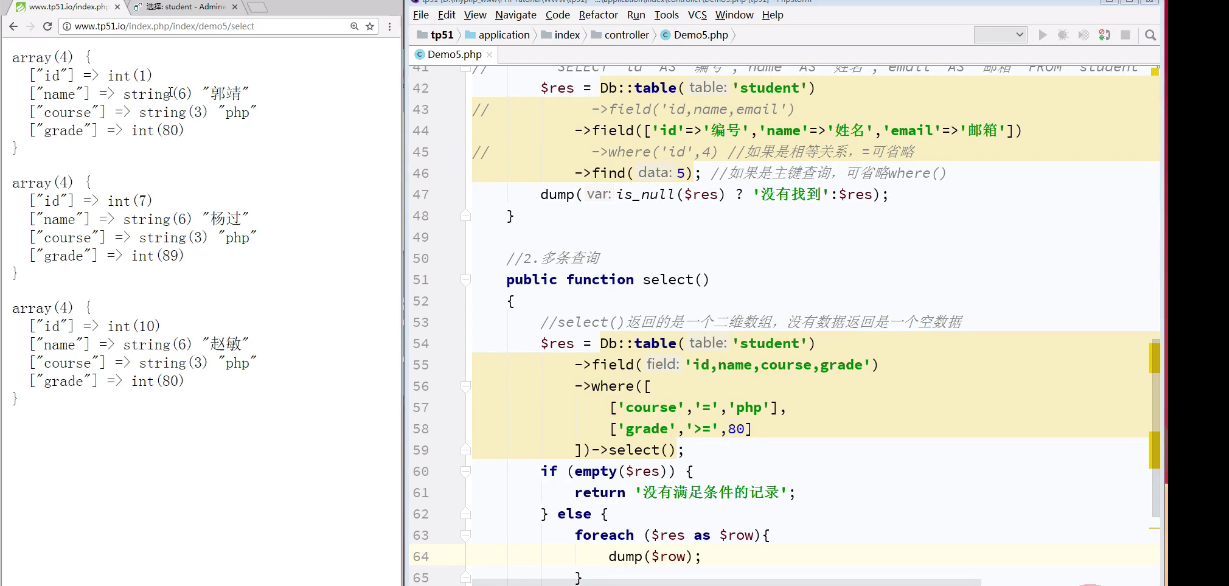 www.tp51.io/index.php/ind
选择: student - Adminer
www.tp51.io/index.php/index/demo5/select
array(4) {
["id"] => int(1)
["name"] => string(6) "郭靖"
["course"] => string(3) "php"
["grade"] => int(80)
}
array(4) {
["id"] => int(7)
["name"] => string(6) "杨过"
["course"] => string(3) "php"
["grade"] => int(89)
}
array(4) {
["id"] => int(10)
["name"] => string(6) "赵敏"
["course"] => string(3) "php"
["grade"] => int(80)
}
File Edit View Navigate Code Refactor Run Tools VCS Window Help
tp51 application index controller Demo5.php
Demo5.php
41 // SELECT `id` AS `编号`, `name` AS `姓名`, `email` AS `邮箱` FROM `student`
42 $res = Db::table( table: 'student')
43 // ->field('id,name,email')
44 ->field(['id'=>'编号','name'=>'姓名','email'=>'邮箱'])
45 // ->where('id',4) //如果是相等关系，=可省略
46 ->find( data: 5); //如果是主键查询，可省略where()
47 dump( var: is_null($res) ? '没有找到':$res);
48 }
49
50 //2.多条查询
51 public function select()
52 {
53 //select()返回的是一个二维数组，没有数据返回是一个空数据
54 $res = Db::table( table: 'student')
55 ->field( field: 'id,name,course,grade')
56 ->where([
57 ['course','=','php'],
58 ['grade','>=',80]
59 ])->select();
60 if (empty($res)) {
61 return '没有满足条件的记录';
62 } else {
63 foreach ($res as $row){
64 dump($row);
65 }